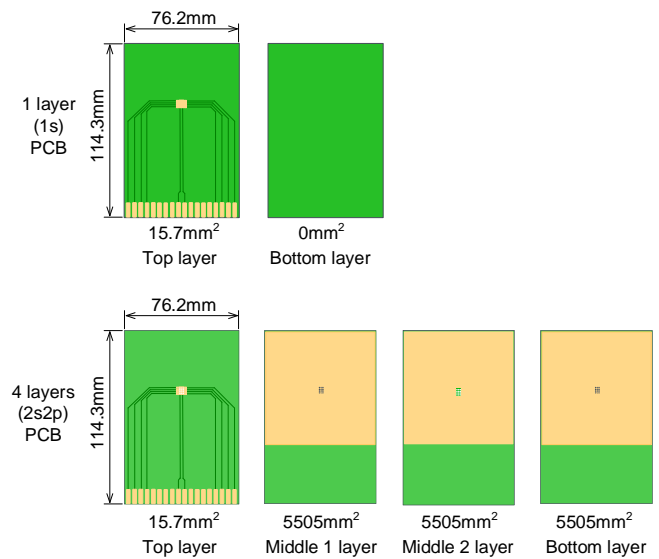 76.2mm
1 layer
(1s)
PCB
114.3mm
15.7mm²
Top layer
0mm²
Bottom layer
76.2mm
4 layers
(2s2p)
PCB
114.3mm
15.7mm²
Top layer
5505mm²
Middle 1 layer
5505mm²
Middle 2 layer
5505mm²
Bottom layer